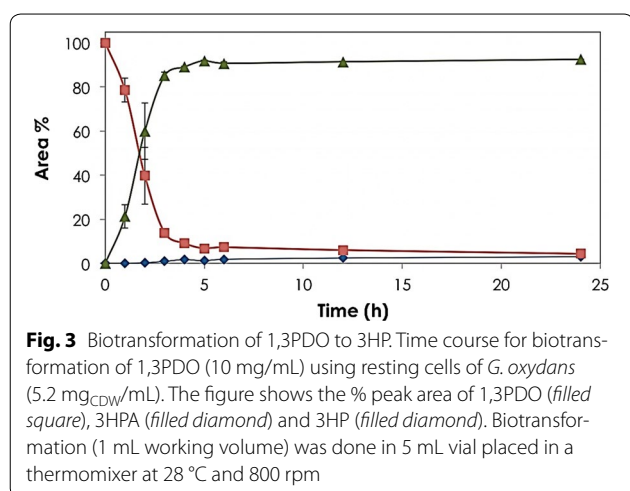 100
80
60
40
20
0
Area %
0 5 10 15 20 25
Time (h)
Fig. 3 Biotransformation of 1,3PDO to 3HP. Time course for biotrans-
formation of 1,3PDO (10 mg/mL) using resting cells of G. oxydans
(5.2 mgCDW/mL). The figure shows the % peak area of 1,3PDO (filled
square), 3HPA (filled diamond) and 3HP (filled diamond). Biotransfor-
mation (1 mL working volume) was done in 5 mL vial placed in a
thermomixer at 28 °C and 800 rpm